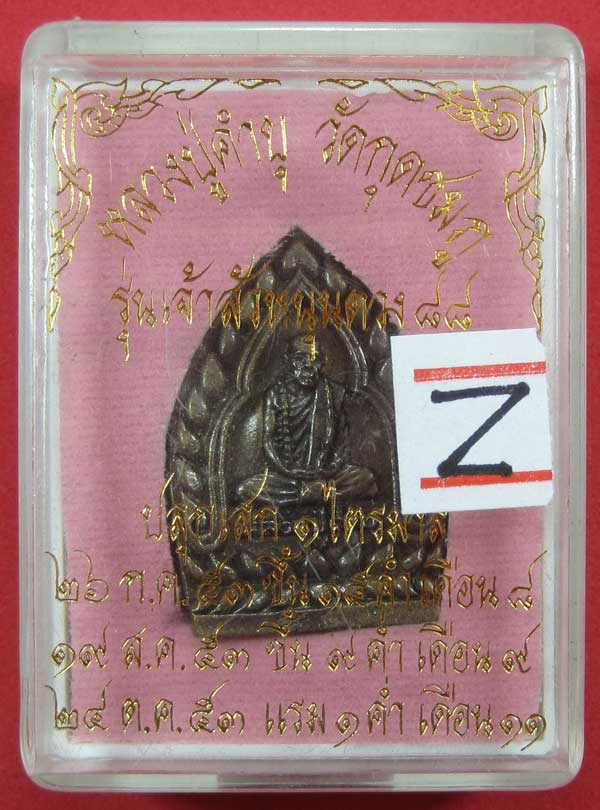 หลวงปู่คำบุ วัดกุดชมภู
รุ่นเจ้าสัวหนุนดวง ๘๘
Z
ปลุกเสก ๑ ไตรมาส
๒๖ ก.ค. ๕๓ ขึ้น ๑๕ ค่ำ เดือน ๘
๑๙ ส.ค. ๕๓ ขึ้น ๙ ค่ำ เดือน ๙
๒๔ ต.ค. ๕๓ แรม ๑ ค่ำ เดือน ๑๑